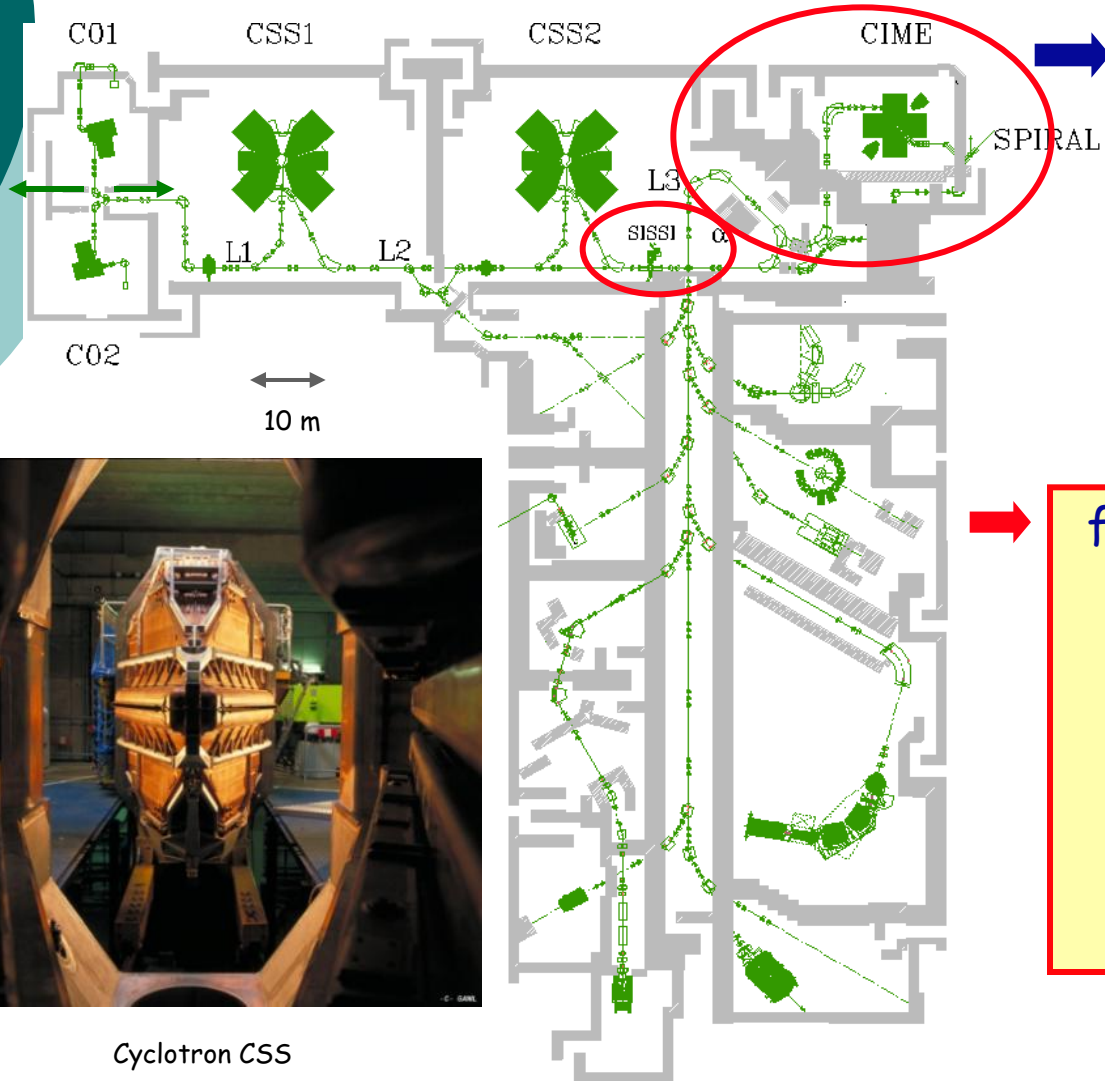 C01
CSS1
CSS2
CIME
SPIRAL
L3
SISSI
α
L1
L2
C02
10 m
f
Cyclotron CSS